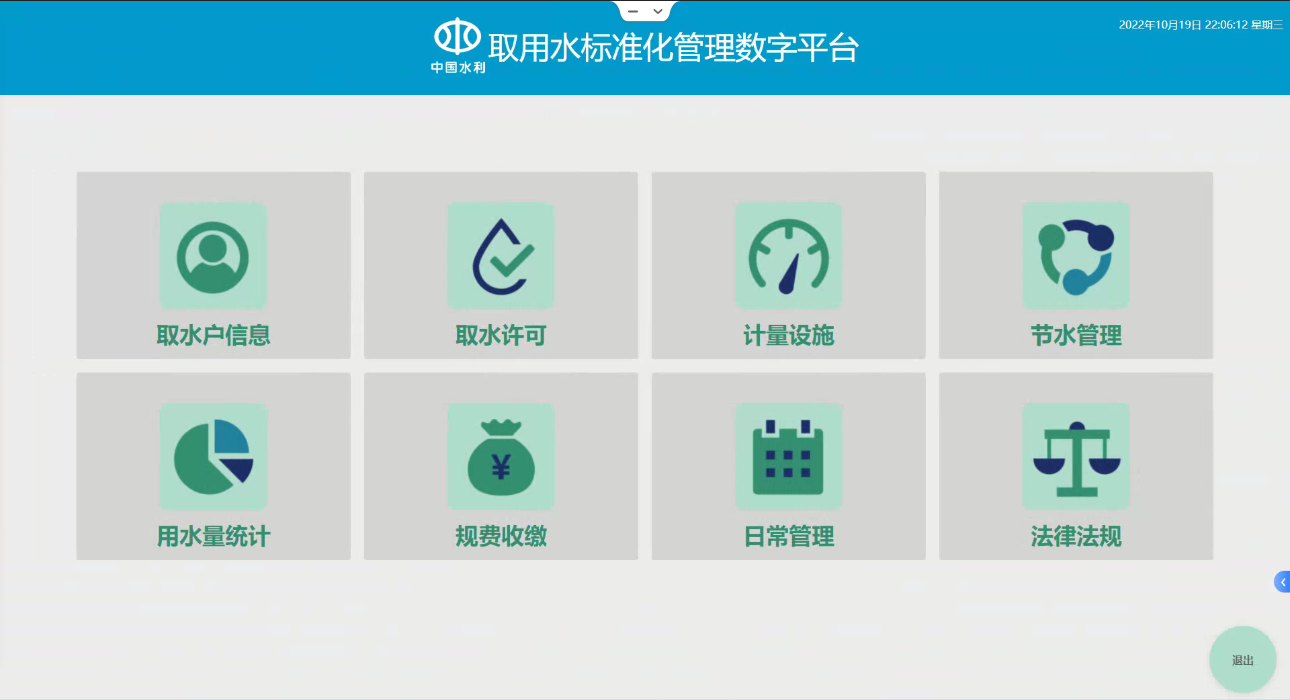 2022年10月19日 22:06:12 星期三
中国水利
取用水标准化管理数字平台
取水户信息
取水许可
计量设施
节水管理
¥
用水量统计
规费收缴
日常管理
法律法规
退出